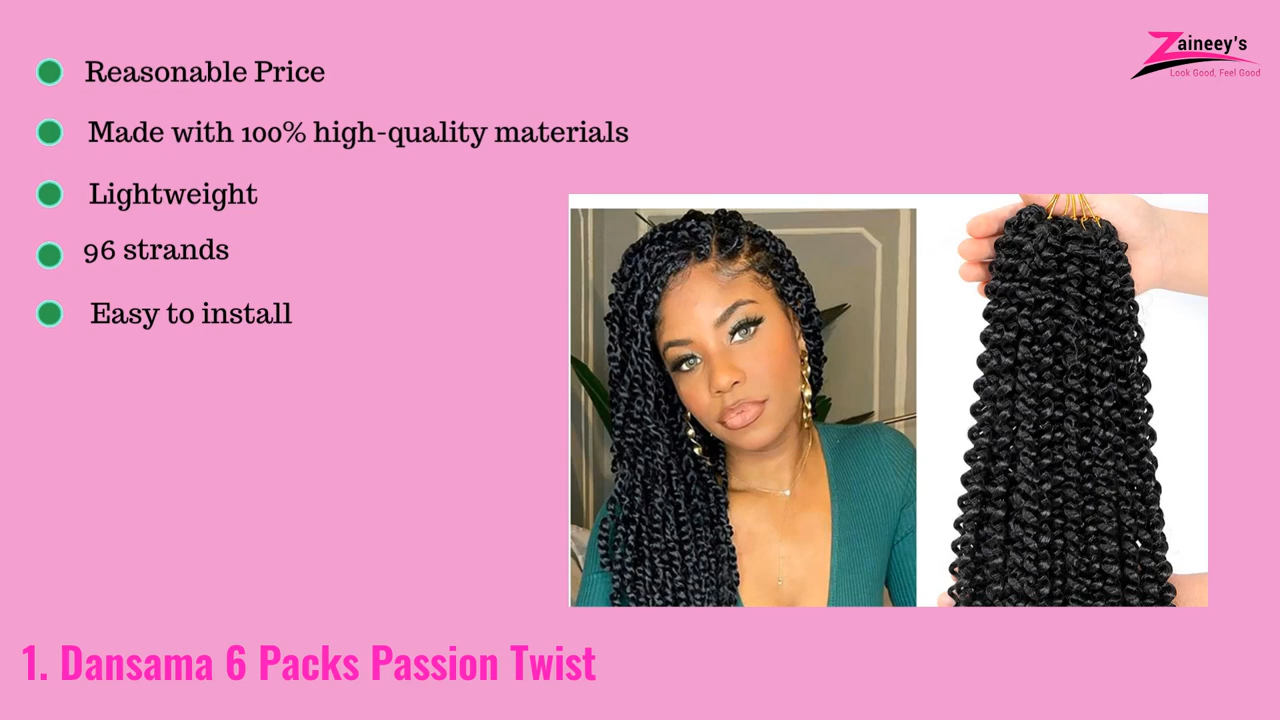 Zaineey's
Look Good, Feel Good
Reasonable Price
Made with 100% high-quality materials
Lightweight
96 strands
Easy to install
1. Dansama 6 Packs Passion Twist